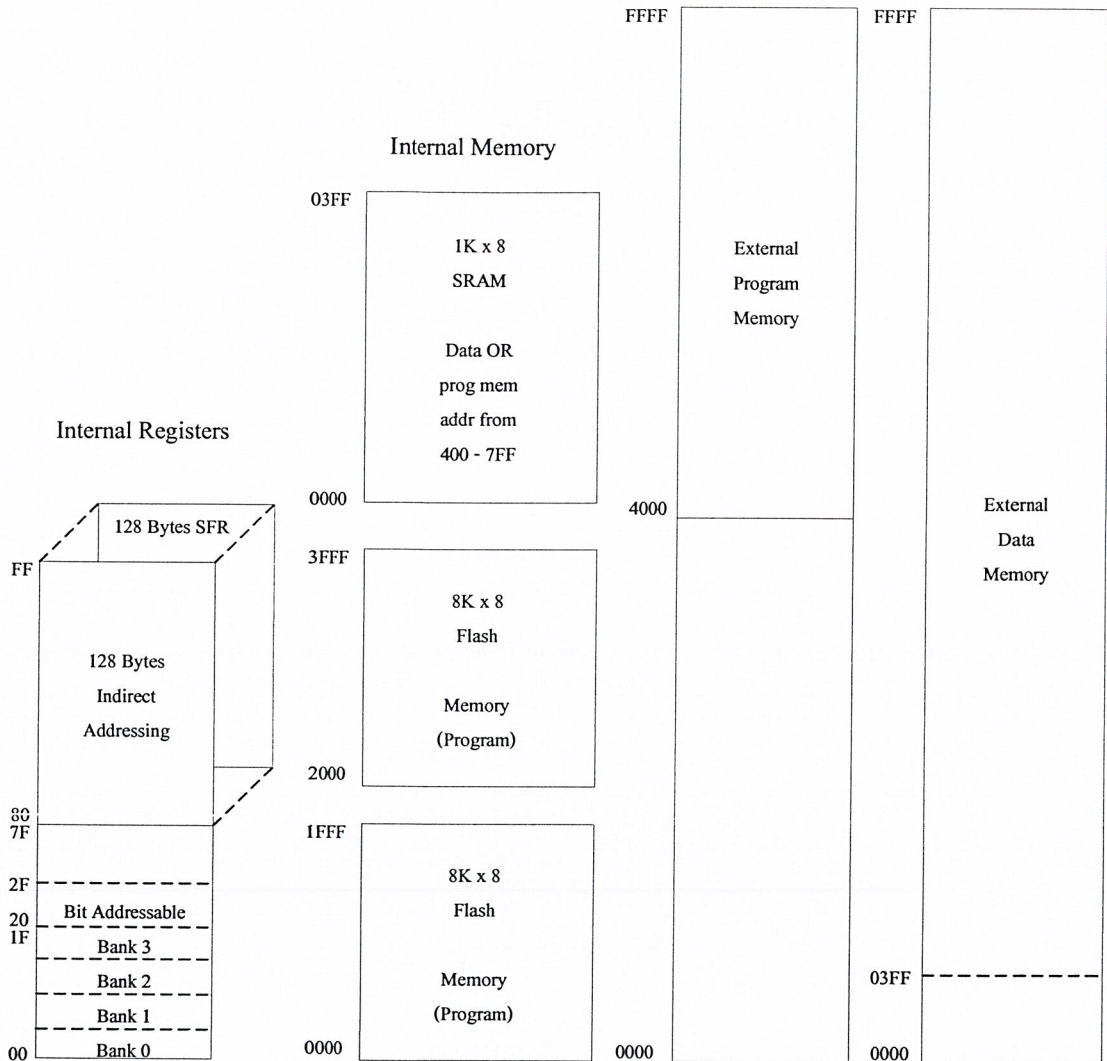 Internal Registers
128 Bytes SFR
FF
128 Bytes
Indirect
Addressing
80
7F
2F
Bit Addressable
20
1F
Bank 3
Bank 2
Bank 1
Bank 0
00
Internal Memory
03FF
1K x 8
SRAM
Data OR
prog mem
addr from
400 - 7FF
0000
3FFF
8K x 8
Flash
Memory
(Program)
2000
1FFF
8K x 8
Flash
Memory
(Program)
0000
FFFF
External
Program
Memory
4000
0000
FFFF
External
Data
Memory
03FF
0000